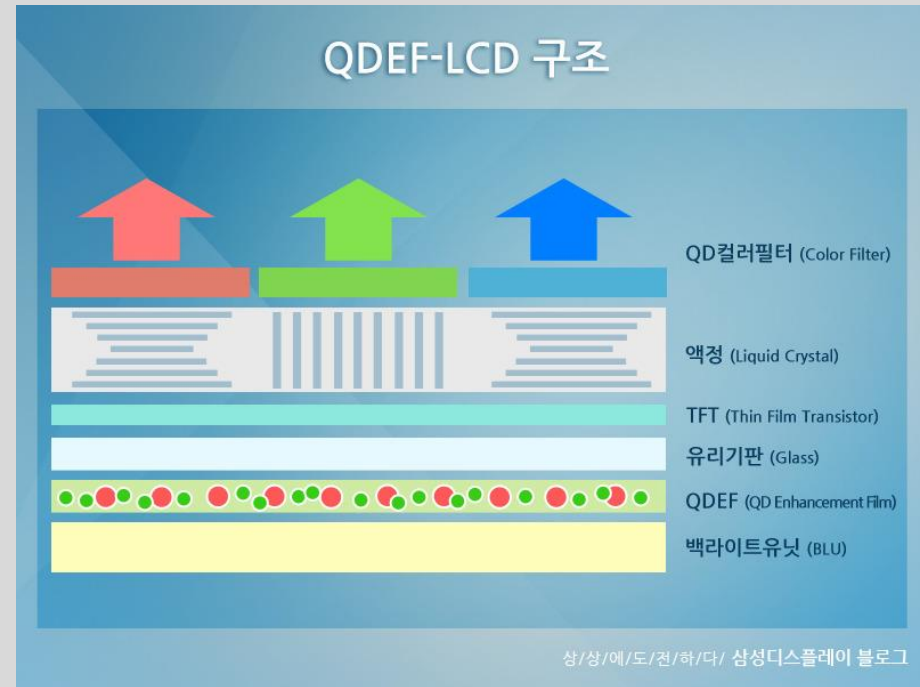 QDEF-LCD 구조
QD컬러필터 (Color Filter)
액정 (Liquid Crystal)
TFT (Thin Film Transistor)
유리기판 (Glass)
QDEF (QD Enhancement Film)
백라이트유닛 (BLU)
상/상/에/도/전/하/다/ 삼성디스플레이 블로그